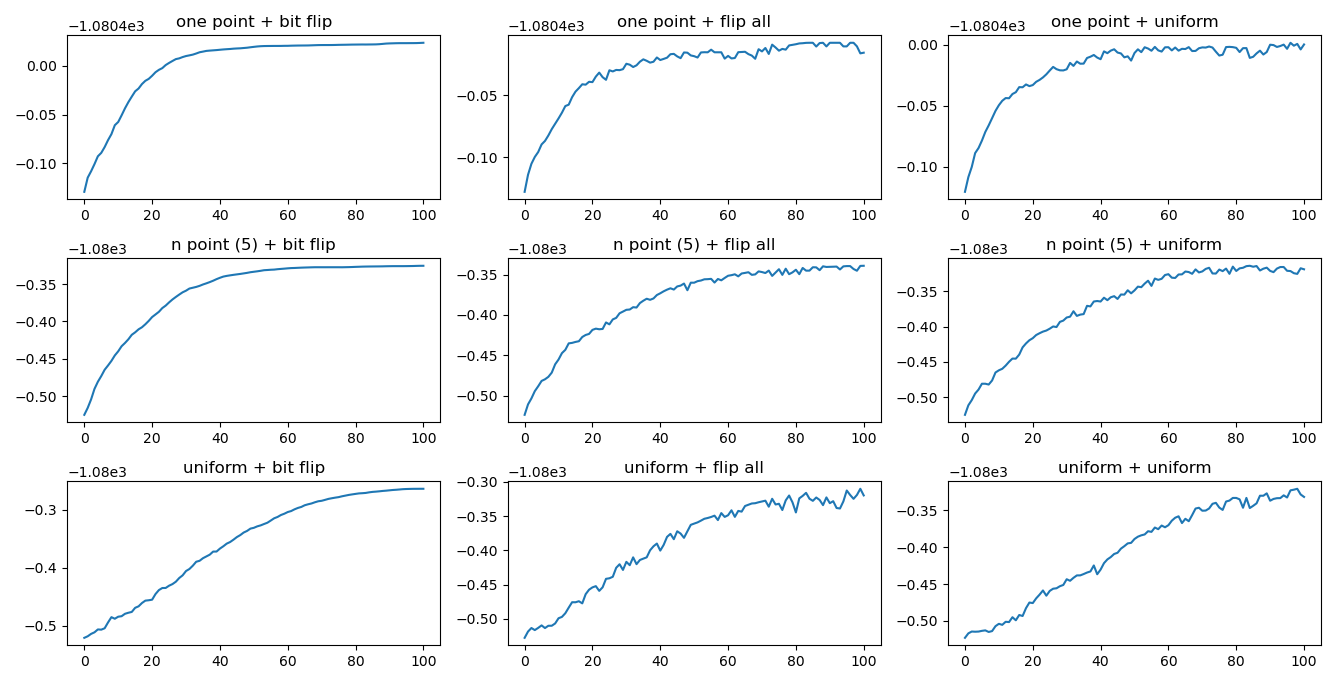 one point + bit flip
−1.0804e3
0.00
−0.05
−0.10
0 20 40 60 80 100
one point + flip all
−1.0804e3
−0.05
−0.10
0 20 40 60 80 100
one point + uniform
−1.0804e3
0.00
−0.05
−0.10
0 20 40 60 80 100
n point (5) + bit flip
−1.08e3
−0.35
−0.40
−0.45
−0.50
0 20 40 60 80 100
n point (5) + flip all
−1.08e3
−0.35
−0.40
−0.45
−0.50
0 20 40 60 80 100
n point (5) + uniform
−1.08e3
−0.35
−0.40
−0.45
−0.50
0 20 40 60 80 100
uniform + bit flip
−1.08e3
−0.3
−0.4
−0.5
0 20 40 60 80 100
uniform + flip all
−1.08e3
−0.30
−0.35
−0.40
−0.45
−0.50
0 20 40 60 80 100
uniform + uniform
−1.08e3
−0.35
−0.40
−0.45
−0.50
0 20 40 60 80 100